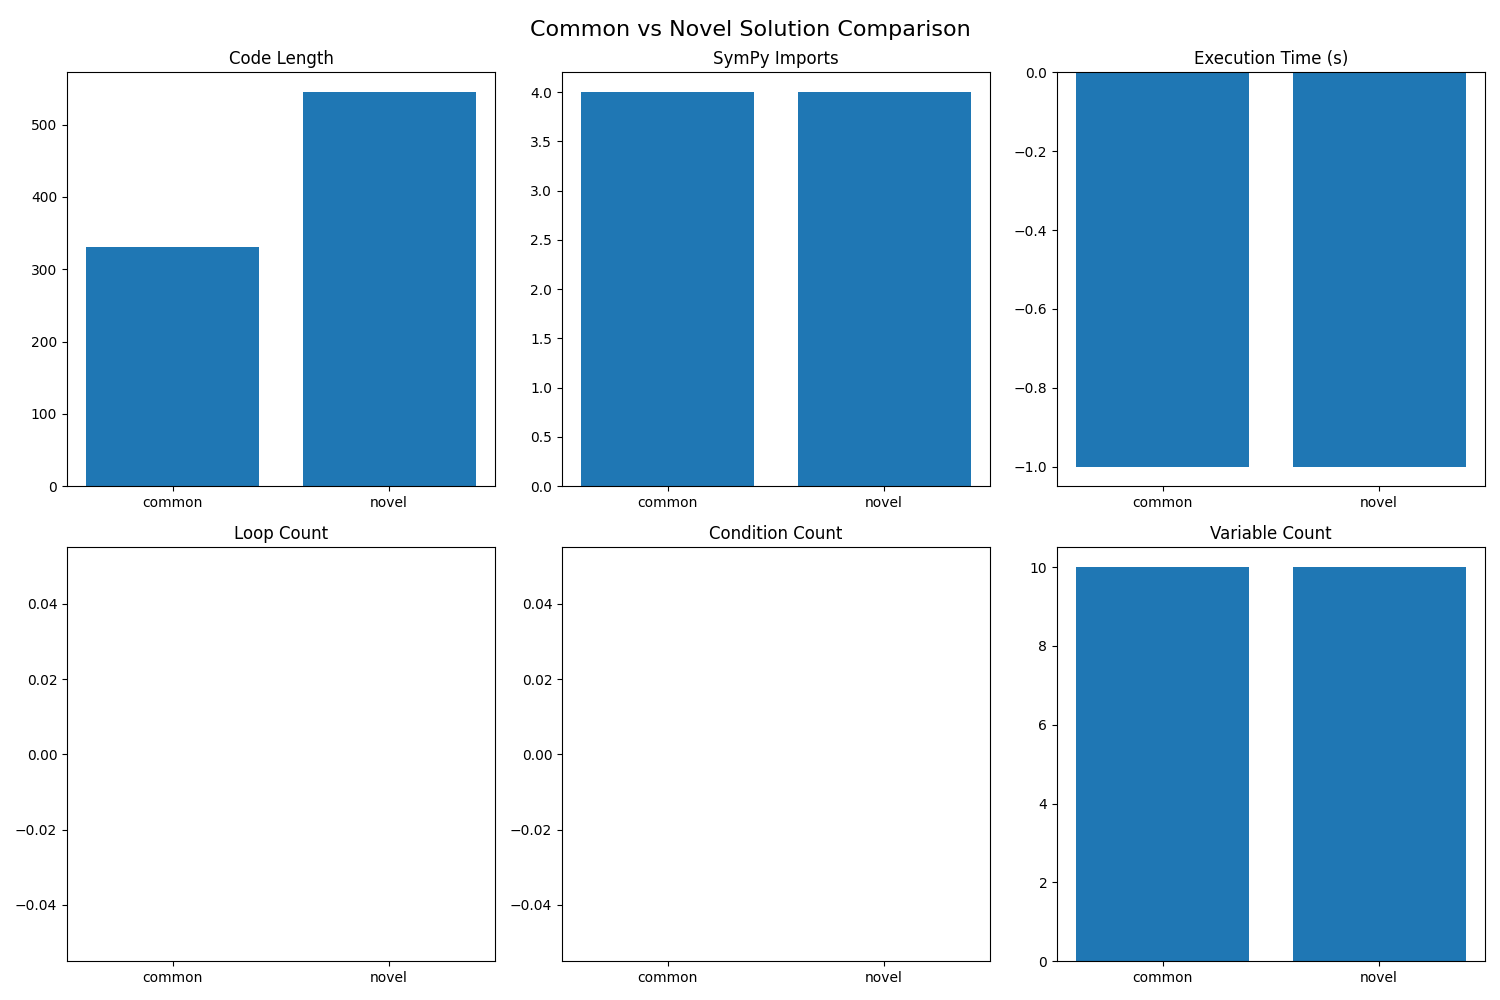 Common vs Novel Solution Comparison
Code Length
SymPy Imports
Execution Time (s)
500
400
300
200
100
0
common
novel
4.0
3.5
3.0
2.5
2.0
1.5
1.0
0.5
0.0
common
novel
0.0
−0.2
−0.4
−0.6
−0.8
−1.0
common
novel
Loop Count
Condition Count
Variable Count
0.04
0.02
0.00
−0.02
−0.04
common
novel
0.04
0.02
0.00
−0.02
−0.04
common
novel
10
8
6
4
2
0
common
novel